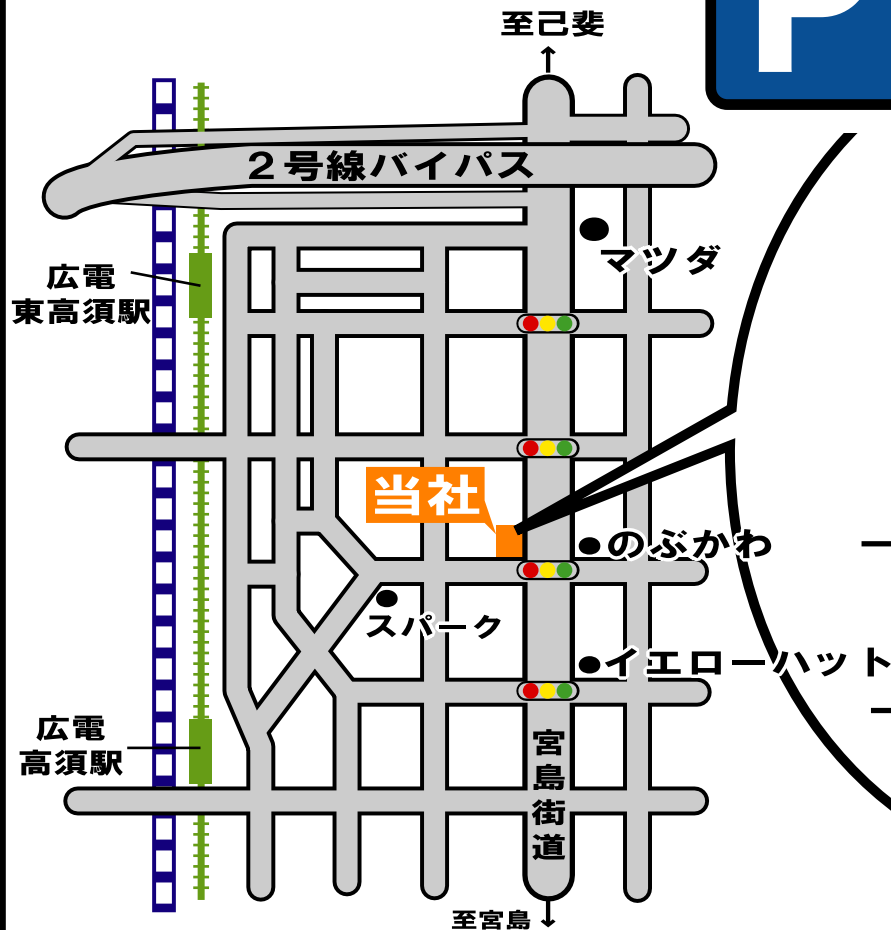 至己斐
P
2号線バイパス
マツダ
広電
東高須駅
当社
のぶかわ
スパーク
イエローハット
広電
高須駅
宮島街道
至宮島